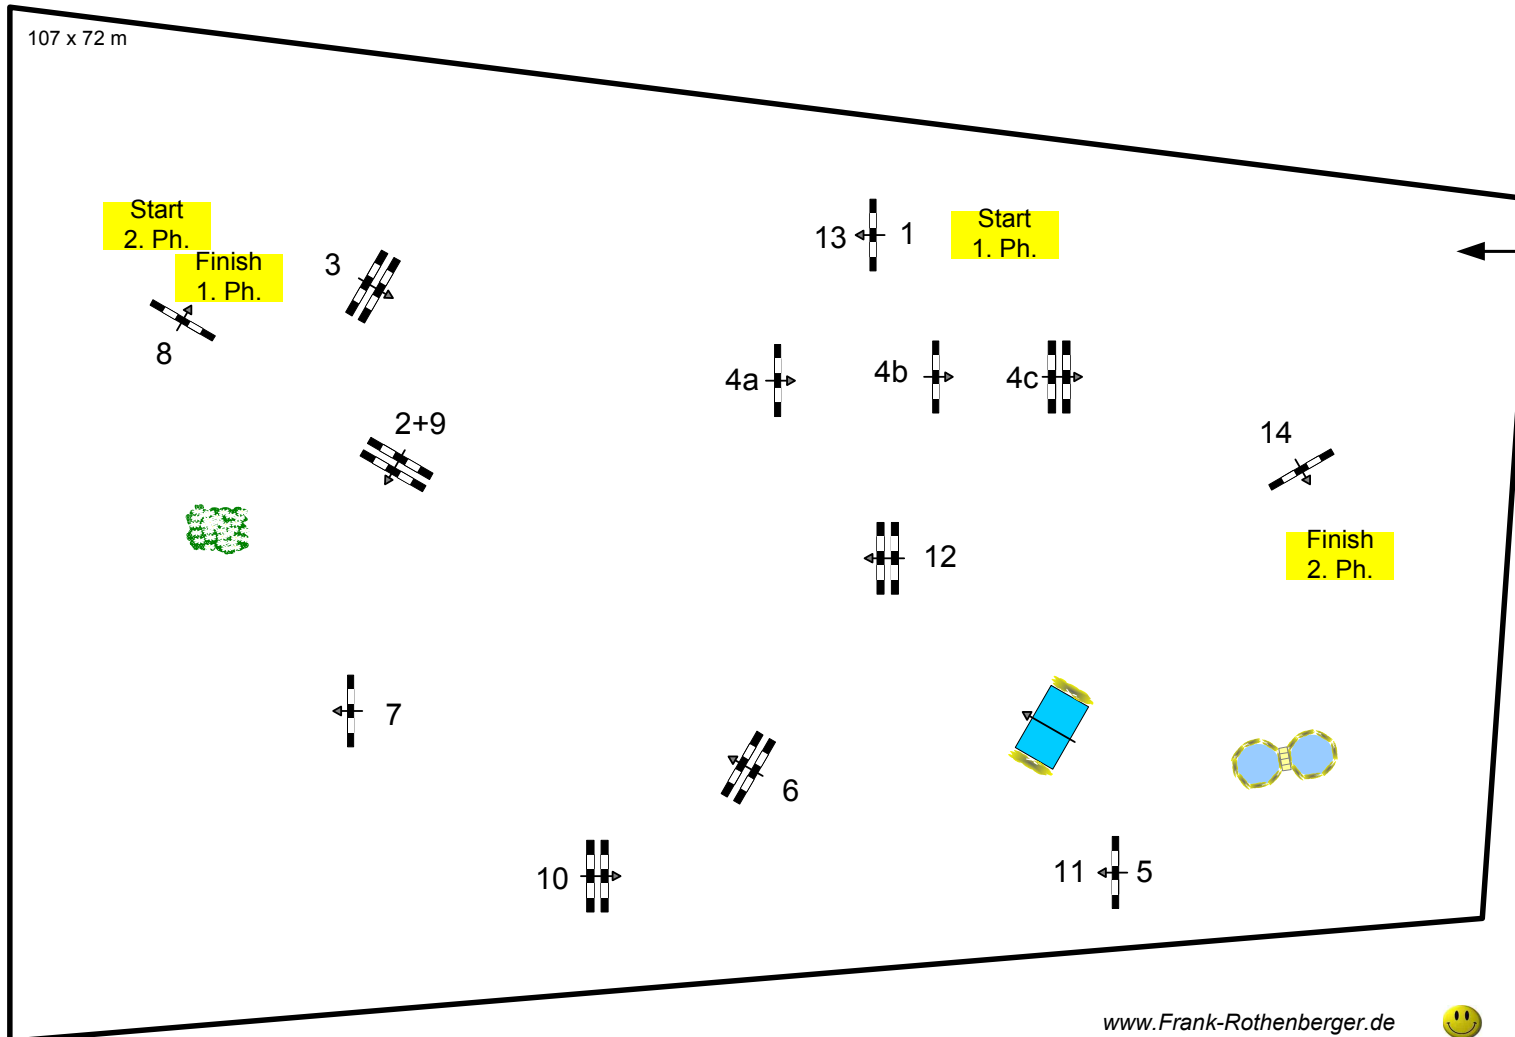 107 x 72 m
Start
2. Ph.
Finish
1. Ph.
3
13
1
Start
1. Ph.
8
4a
4b
4c
2+9
14
12
Finish
2. Ph.
7
6
10
11
5
www.Frank-Rothenberger.de